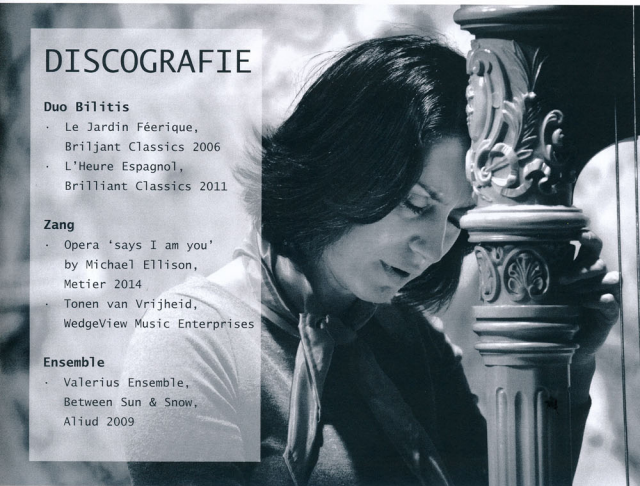 DISCOGRAFIE
Duo Bilitis
· Le Jardin Féerique,
Briljant Classics 2006
· L’Heure Espagnol,
Brilliant Classics 2011
Zang
· Opera ‘says I am you’
by Michael Ellison,
Metier 2014
· Tonen van Vrijheid,
WedgeView Music Enterprises
Ensemble
· Valerius Ensemble,
Between Sun & Snow,
Aliud 2009